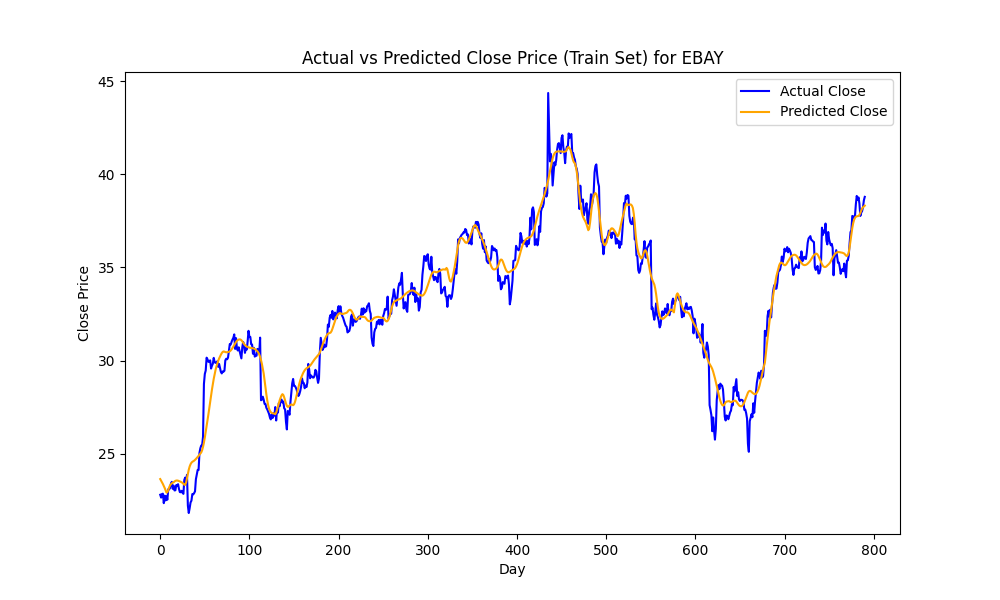 Actual vs Predicted Close Price (Train Set) for EBAY
Actual Close
Predicted Close
Close Price
45
40
35
30
25
0 100 200 300 400 500 600 700 800
Day